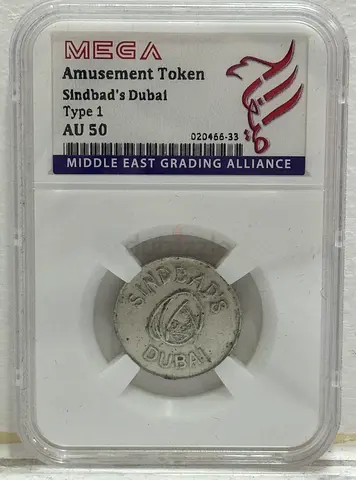 MEGA
Amusement Token
Sindbad's Dubai
Type 1
AU 50
020466-33
MIDDLE EAST GRADING ALLIANCE
SINDBAD'S
DUBAI